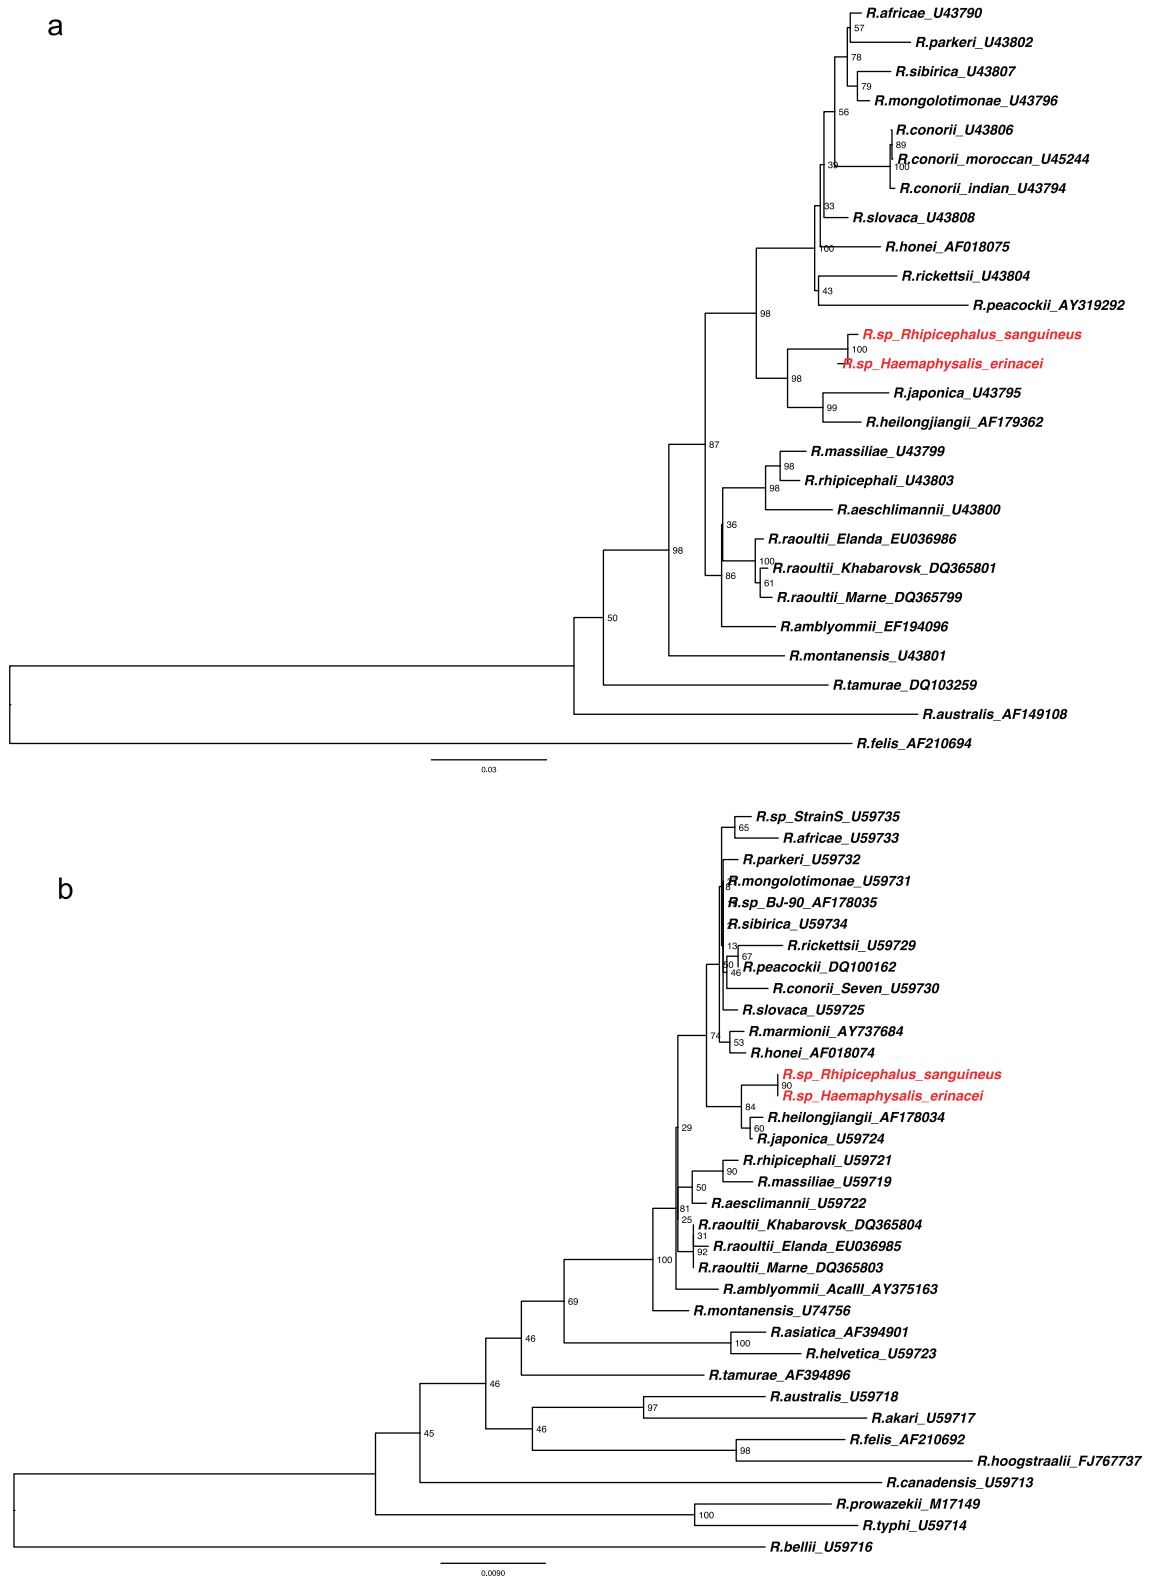 a
R.africae_U43790
57
R.parkeri_U43802
78
R.sibirica_U43807
79
R.mongolotimonae_U43796
56
R.conorii_U43806
89
R.conorii_moroccan_U45244
39
100
R.conorii_indian_U43794
33
R.slovaca_U43808
100
R.honei_AF018075
R.rickettsii_U43804
43
R.peacockii_AY319292
98
R.sp_Rhipicephalus_sanguineus
100
R.sp_Haemaphysalis_erinacei
98
R.japonica_U43795
99
R.heilongjiangii_AF179362
87
R.massiliae_U43799
98
R.rhipicephali_U43803
98
R.aeschlimannii_U43800
36
R.raoultii_Elanda_EU036986
100
R.raoultii_Khabarovsk_DQ365801
98
86
61
R.raoultii_Marne_DQ365799
50
R.amblyommii_EF194096
R.montanensis_U43801
R.tamurae_DQ103259
R.australis_AF149108
R.felis_AF210694
0.03
b
R.sp_StrainS_U59735
65
R.africae_U59733
R.parkeri_U59732
R.mongolotimonae_U59731
8
R.sp_BJ-90_AF178035
R.sibirica_U59734
13
R.rickettsii_U59729
67
R.peacockii_DQ100162
50
46
R.conorii_Seven_U59730
R.slovaca_U59725
74
R.marmionii_AY737684
53
R.honei_AF018074
R.sp_Rhipicephalus_sanguineus
90
R.sp_Haemaphysalis_erinacei
84
R.heilongjiangii_AF178034
29
60
R.japonica_U59724
R.rhipicephali_U59721
90
R.massiliae_U59719
50
R.aesclimannii_U59722
81
25
R.raoultii_Khabarovsk_DQ365804
31
R.raoultii_Elanda_EU036985
92
100
R.raoultii_Marne_DQ365803
R.amblyommii_AcaIII_AY375163
69
R.montanensis_U74756
R.asiatica_AF394901
46
100
R.helvetica_U59723
R.tamurae_AF394896
46
R.australis_U59718
97
R.akari_U59717
45
46
R.felis_AF210692
98
R.hoogstraalii_FJ767737
R.canadensis_U59713
R.prowazekii_M17149
100
R.typhi_U59714
R.bellii_U59716
0.0090